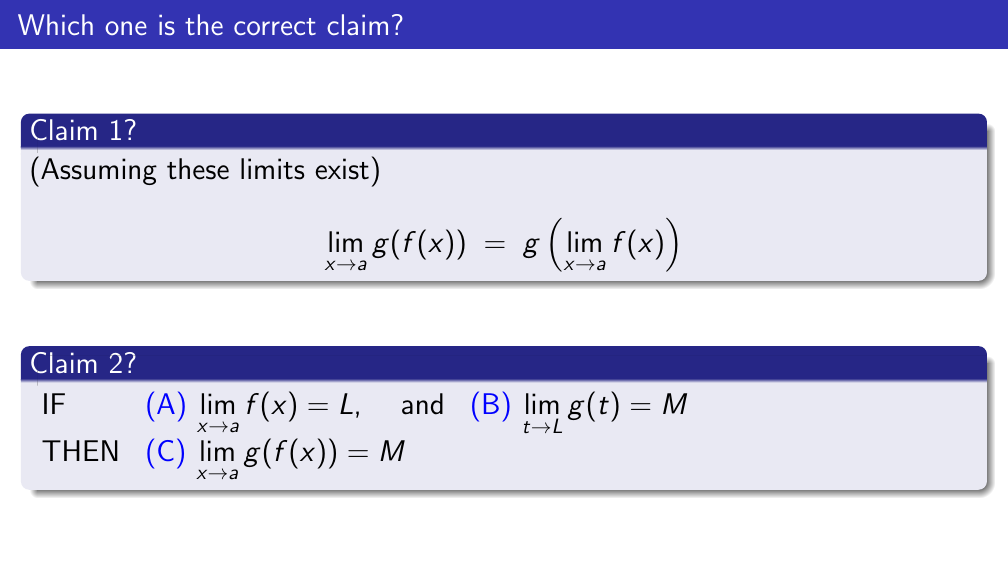 Which one is the correct claim?
Claim 1?
(Assuming these limits exist)
lim_{x→a} g(f(x)) = g(lim_{x→a} f(x))
Claim 2?
IF (A) lim_{x→a} f(x) = L, and (B) lim_{t→L} g(t) = M
THEN (C) lim_{x→a} g(f(x)) = M